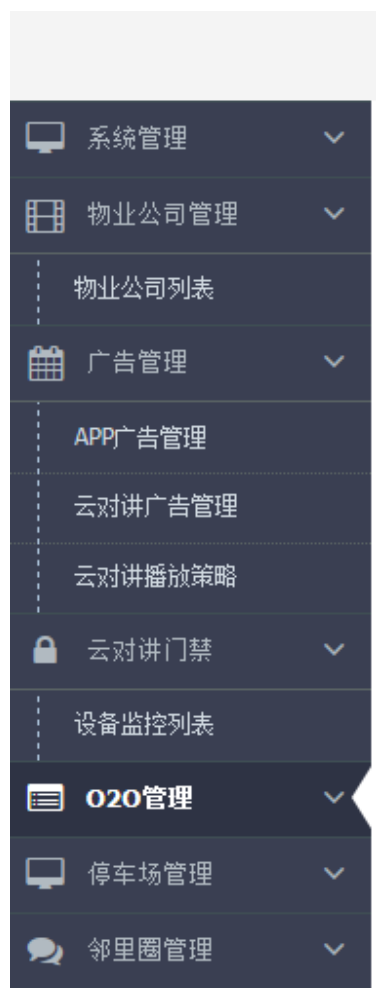 系统管理
物业公司管理
物业公司列表
广告管理
APP广告管理
云对讲广告管理
云对讲播放策略
云对讲门禁
设备监控列表
O2O管理
停车场管理
邻里圈管理